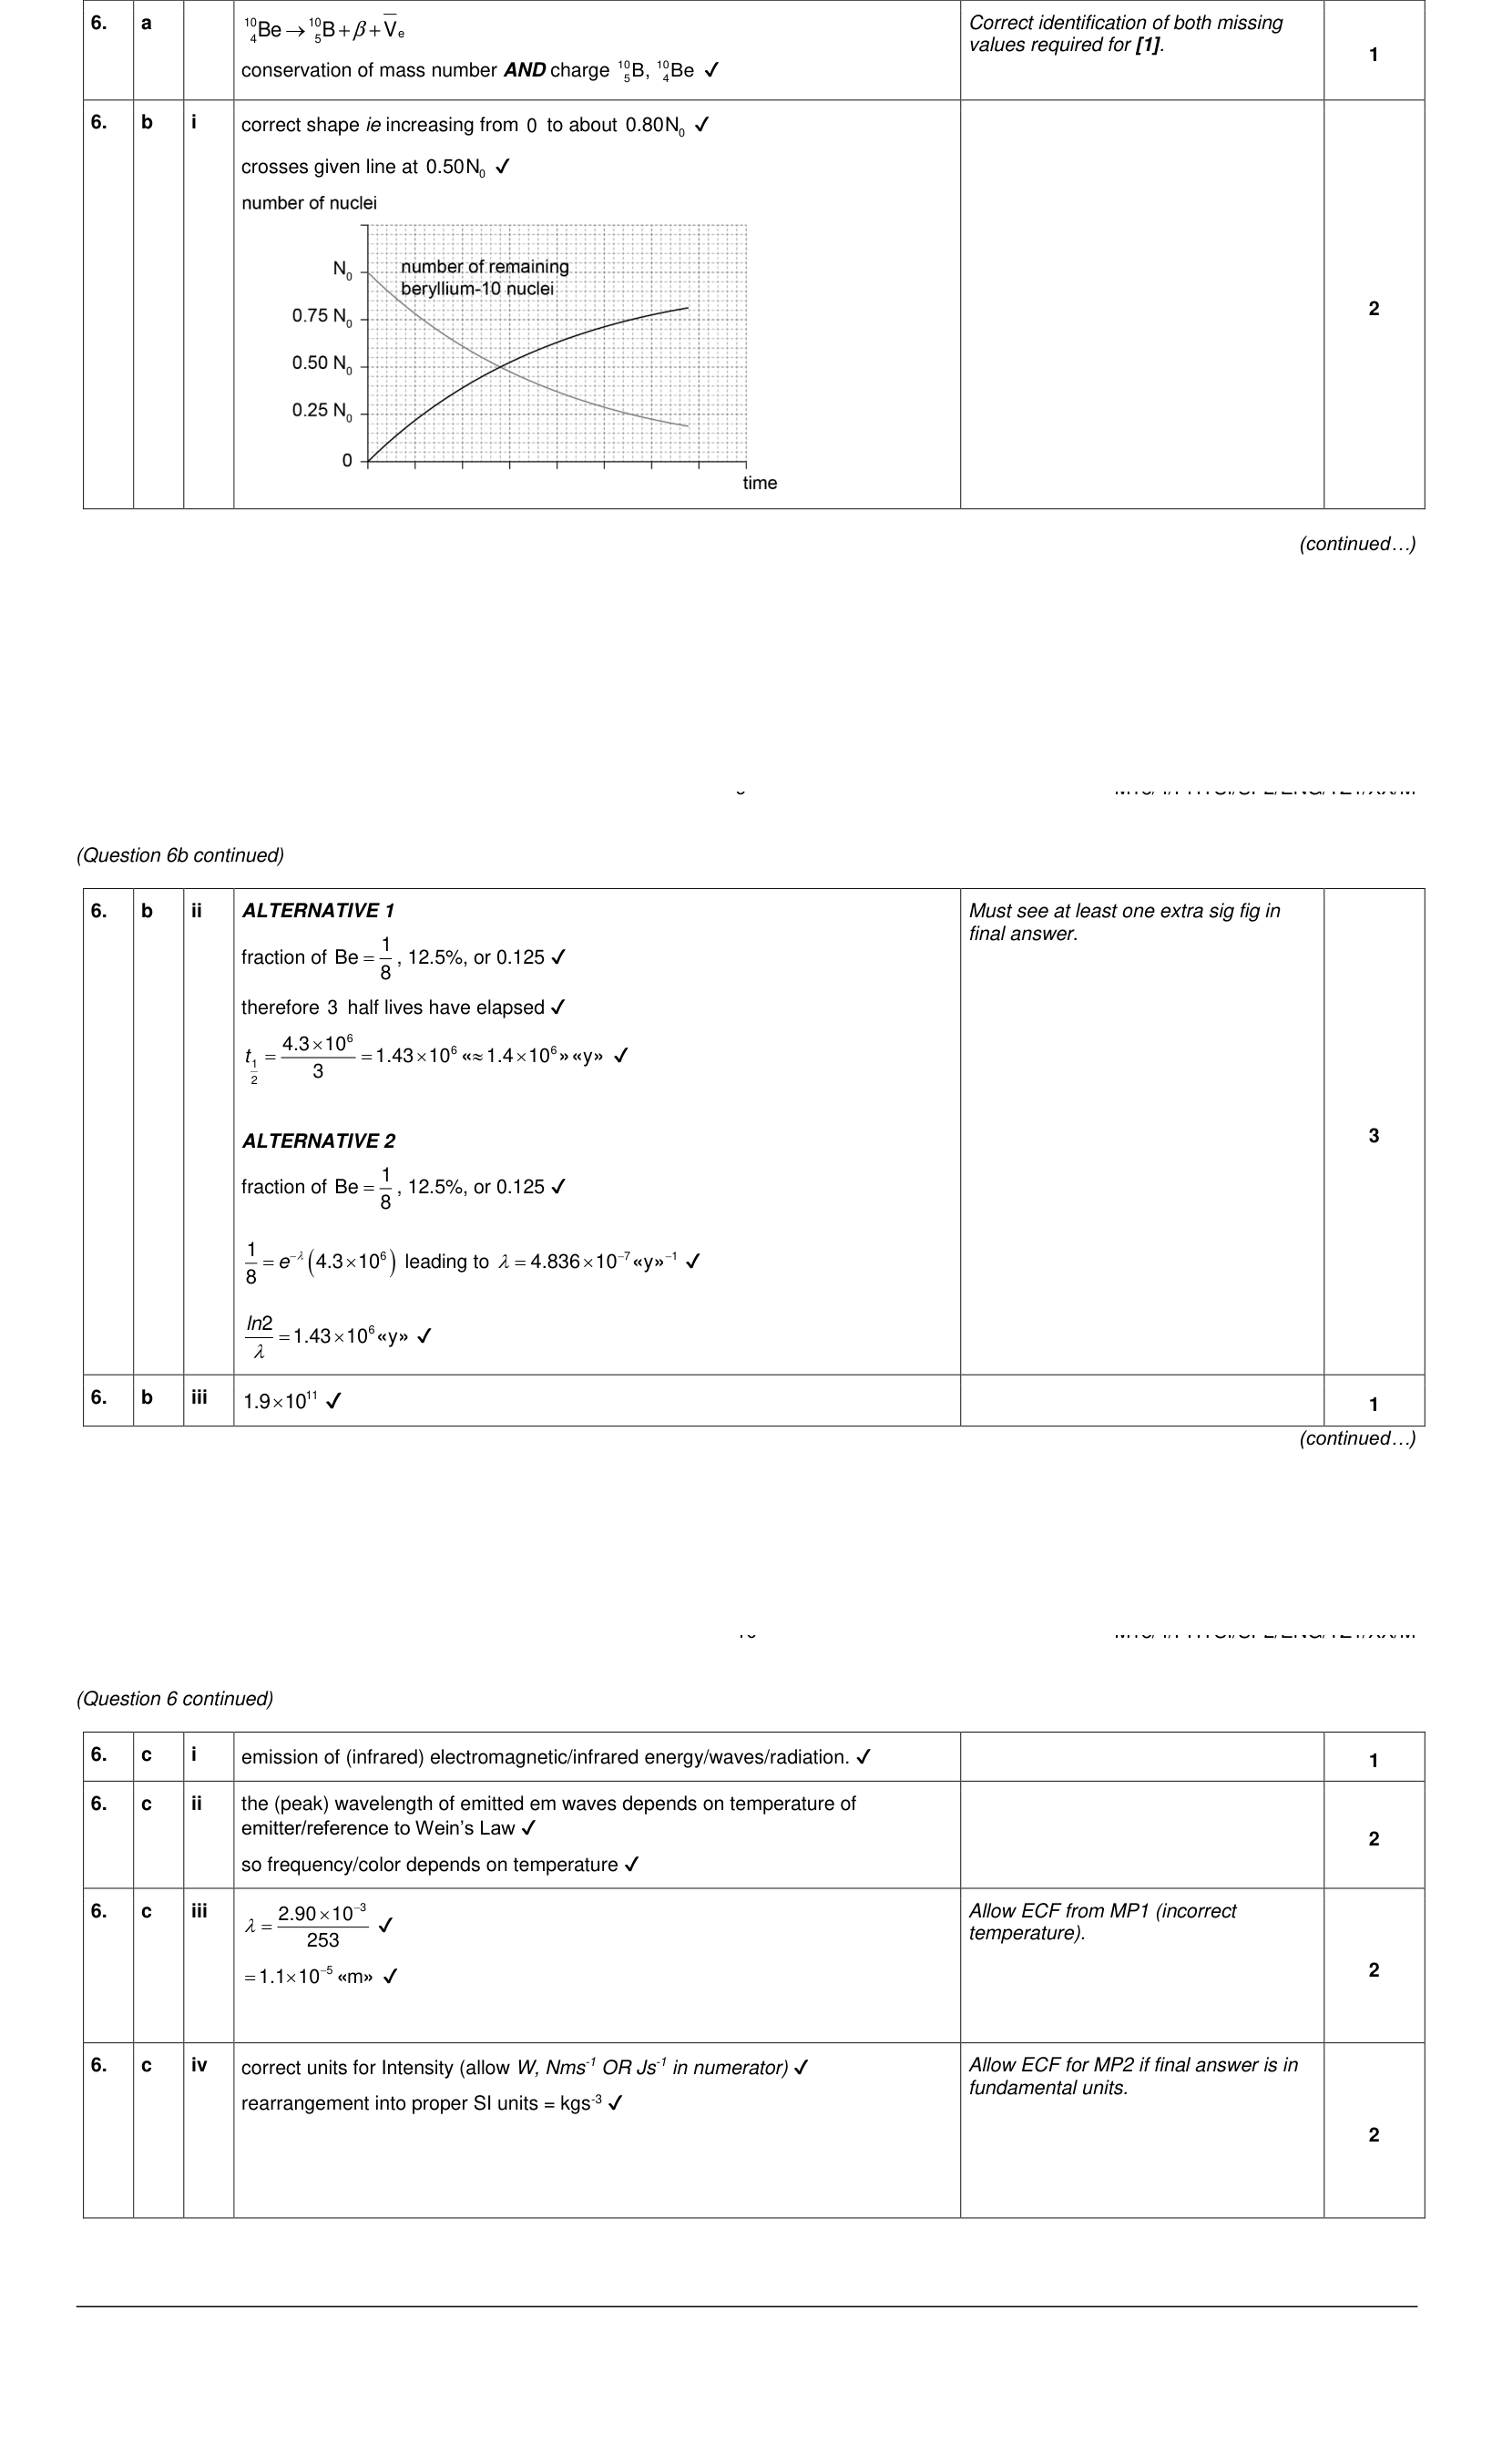 6. a ¹⁰₄Be → ¹⁰₅B + β + V̅ₑ
conservation of mass number AND charge ¹⁰₅B, ¹⁰₄Be ✓
Correct identification of both missing
values required for [1].
1
6. b i correct shape ie increasing from 0 to about 0.80N₀ ✓
crosses given line at 0.50N₀ ✓
number of nuclei
N₀
0.75 N₀
0.50 N₀
0.25 N₀
0
number of remaining
beryllium-10 nuclei
time
2
(continued…)
(Question 6b continued)
6. b ii ALTERNATIVE 1
fraction of Be = 1/8, 12.5%, or 0.125 ✓
therefore 3 half lives have elapsed ✓
t½ = 4.3×10⁶/3 = 1.43×10⁶ «≈ 1.4×10⁶» «y» ✓
ALTERNATIVE 2
fraction of Be = 1/8, 12.5%, or 0.125 ✓
1/8 = e^−λ (4.3×10⁶) leading to λ = 4.836×10⁻⁷ «y»⁻¹ ✓
ln2/λ = 1.43×10⁶ «y» ✓
Must see at least one extra sig fig in
final answer.
3
6. b iii 1.9×10¹¹ ✓
1
(continued…)
(Question 6 continued)
6. c i emission of (infrared) electromagnetic/infrared energy/waves/radiation. ✓
1
6. c ii the (peak) wavelength of emitted em waves depends on temperature of
emitter/reference to Wein's Law ✓
so frequency/color depends on temperature ✓
2
6. c iii λ = 2.90×10⁻³/253 ✓
= 1.1×10⁻⁵ «m» ✓
Allow ECF from MP1 (incorrect
temperature).
2
6. c iv correct units for Intensity (allow W, Nms⁻¹ OR Js⁻¹ in numerator) ✓
rearrangement into proper SI units = kgs⁻³ ✓
Allow ECF for MP2 if final answer is in
fundamental units.
2